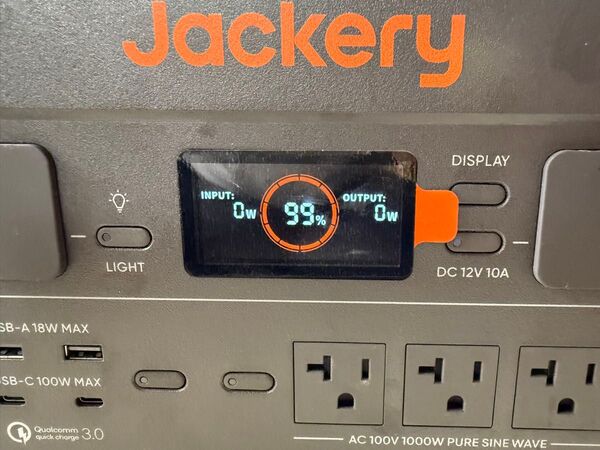 Jackery
DISPLAY
INPUT:
0W
99%
OUTPUT:
0W
LIGHT
DC 12V 10A
SB-A 18W MAX
SB-C 100W MAX
Qualcomm
quick charge 3.0
AC 100V 1000W PURE SINE WAVE